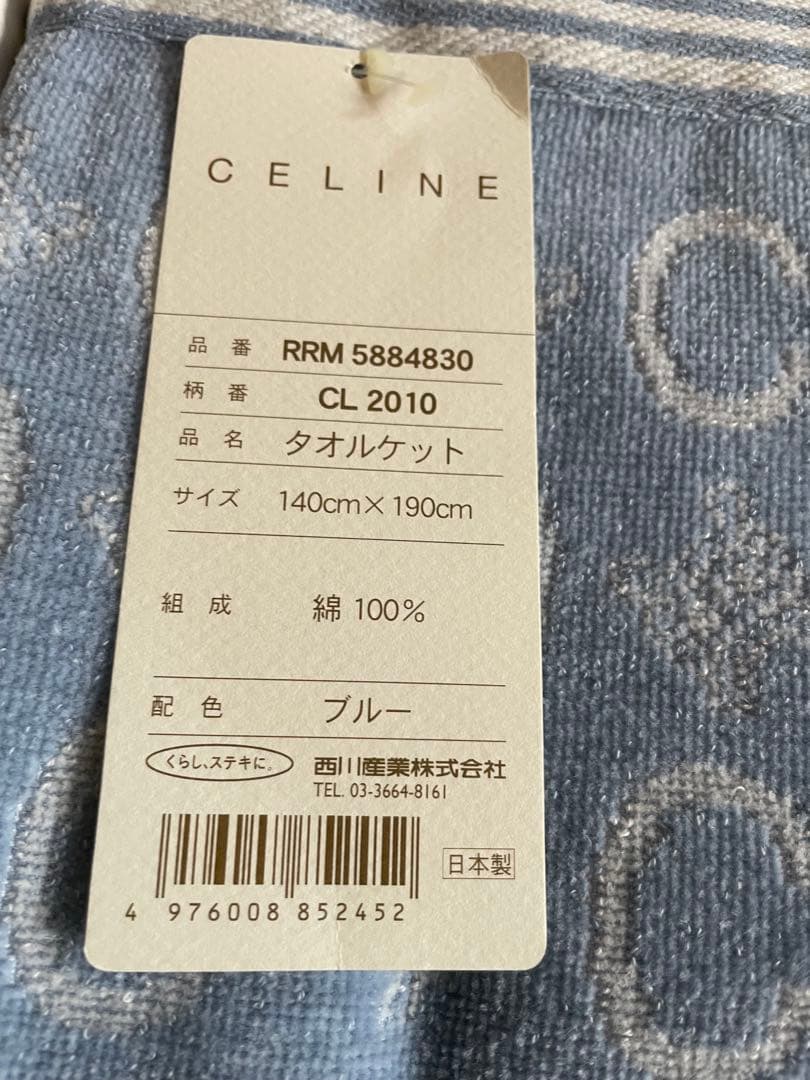 CELINE
品番 RRM 5884830
柄番 CL 2010
品名 タオルケット
サイズ 140cm×190cm
組成 綿 100%
配色 ブルー
くらし、ステキに。 西川産業株式会社
TEL. 03-3664-8161
日本製
4 976008 852452